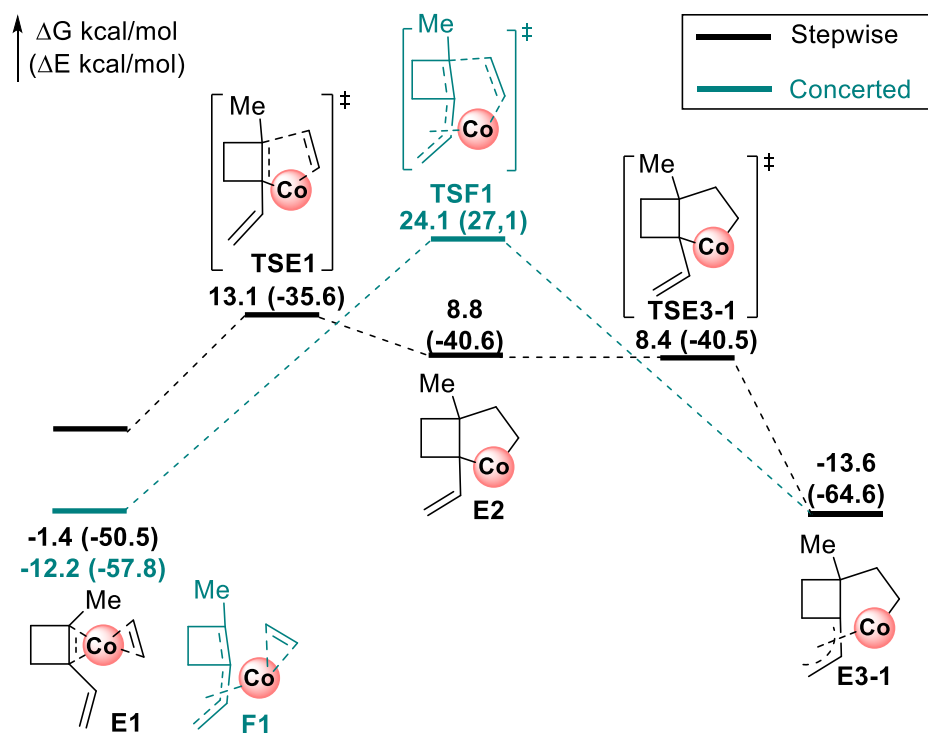 ΔG kcal/mol
(ΔE kcal/mol)
Stepwise
Concerted
Me
‡
Co
TSF1
24.1 (27,1)
Me
‡
Co
TSE1
13.1 (-35.6)
Me
‡
Co
TSE3-1
8.4 (-40.5)
8.8
(-40.6)
Me
Co
E2
-1.4 (-50.5)
-12.2 (-57.8)
Me
Co
E1
Me
Co
F1
-13.6
(-64.6)
Me
Co
E3-1